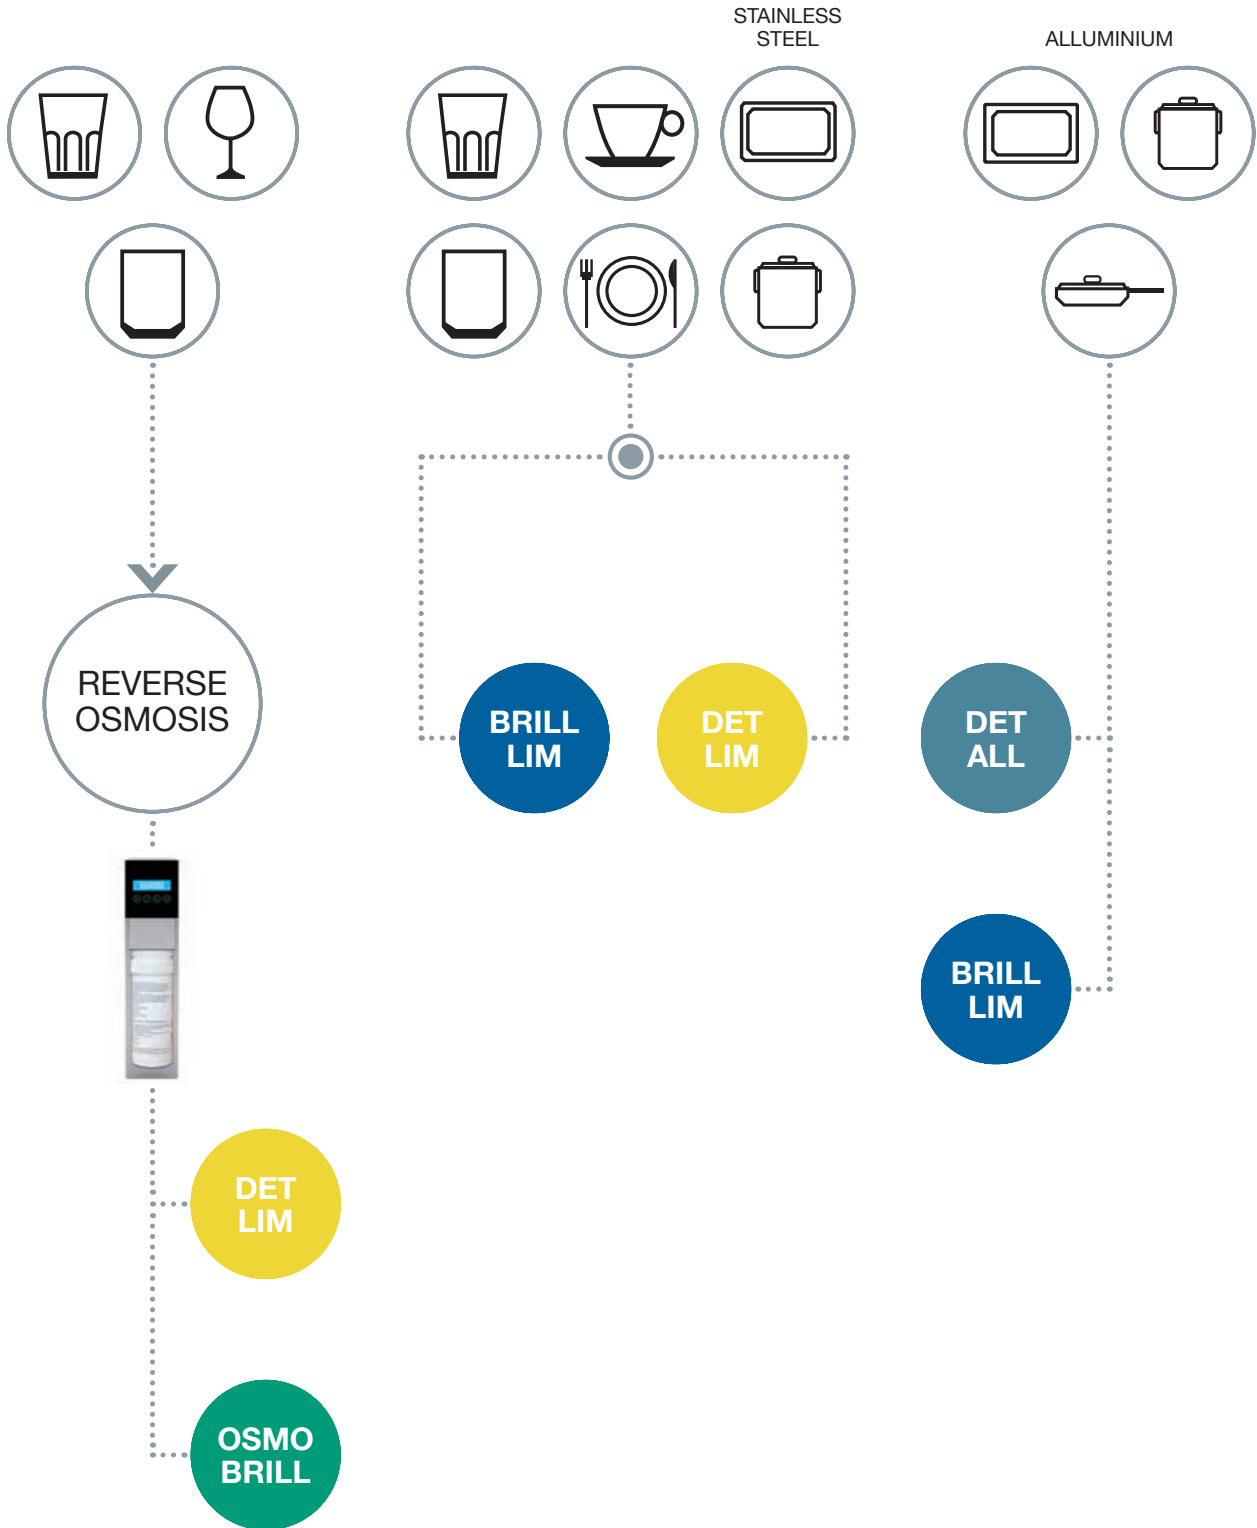 STAINLESS
STEEL
ALLUMINIUM
REVERSE
OSMOSIS
BRILL
LIM
DET
LIM
DET
ALL
BRILL
LIM
DET
LIM
OSMO
BRILL